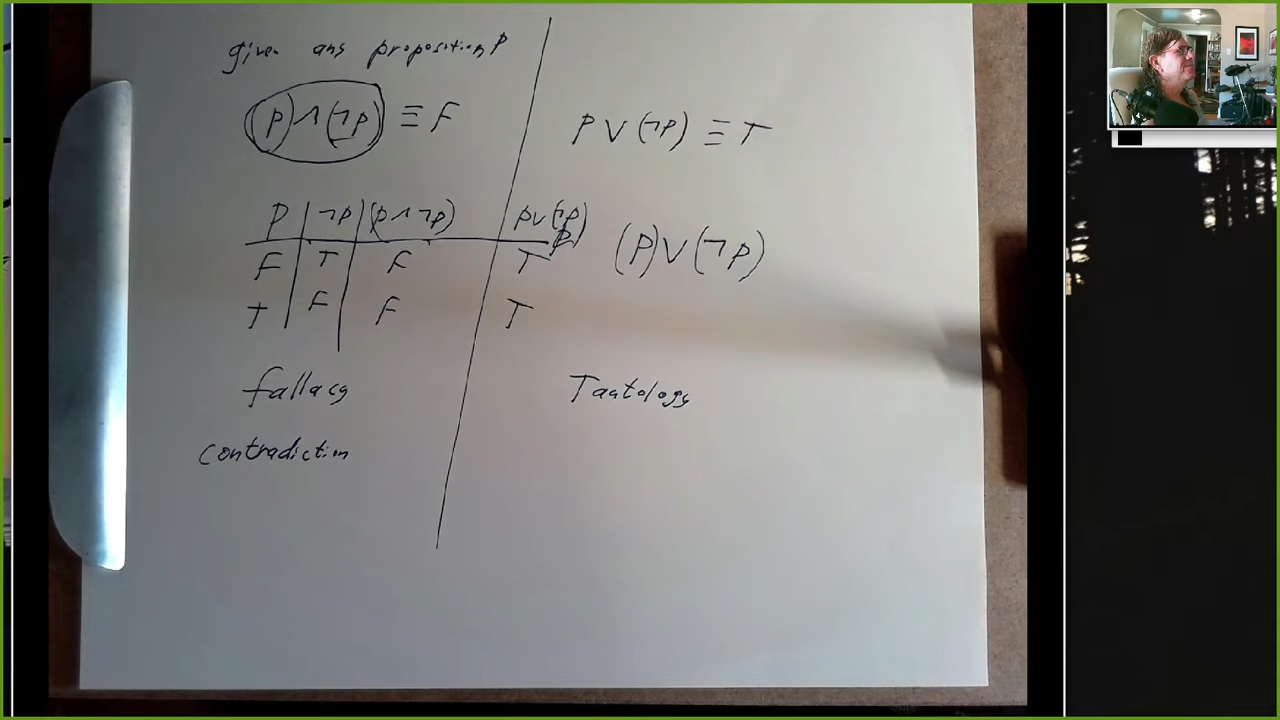 given any proposition P
(P)∧(¬p) ≡ F
P ∨ (¬p) ≡ T
P | ¬p | (p ∧ ¬p) | p∨(¬p)
(P)∨(¬p)
F | T | F | T
T | F | F | T
fallacy
Tautology
contradiction